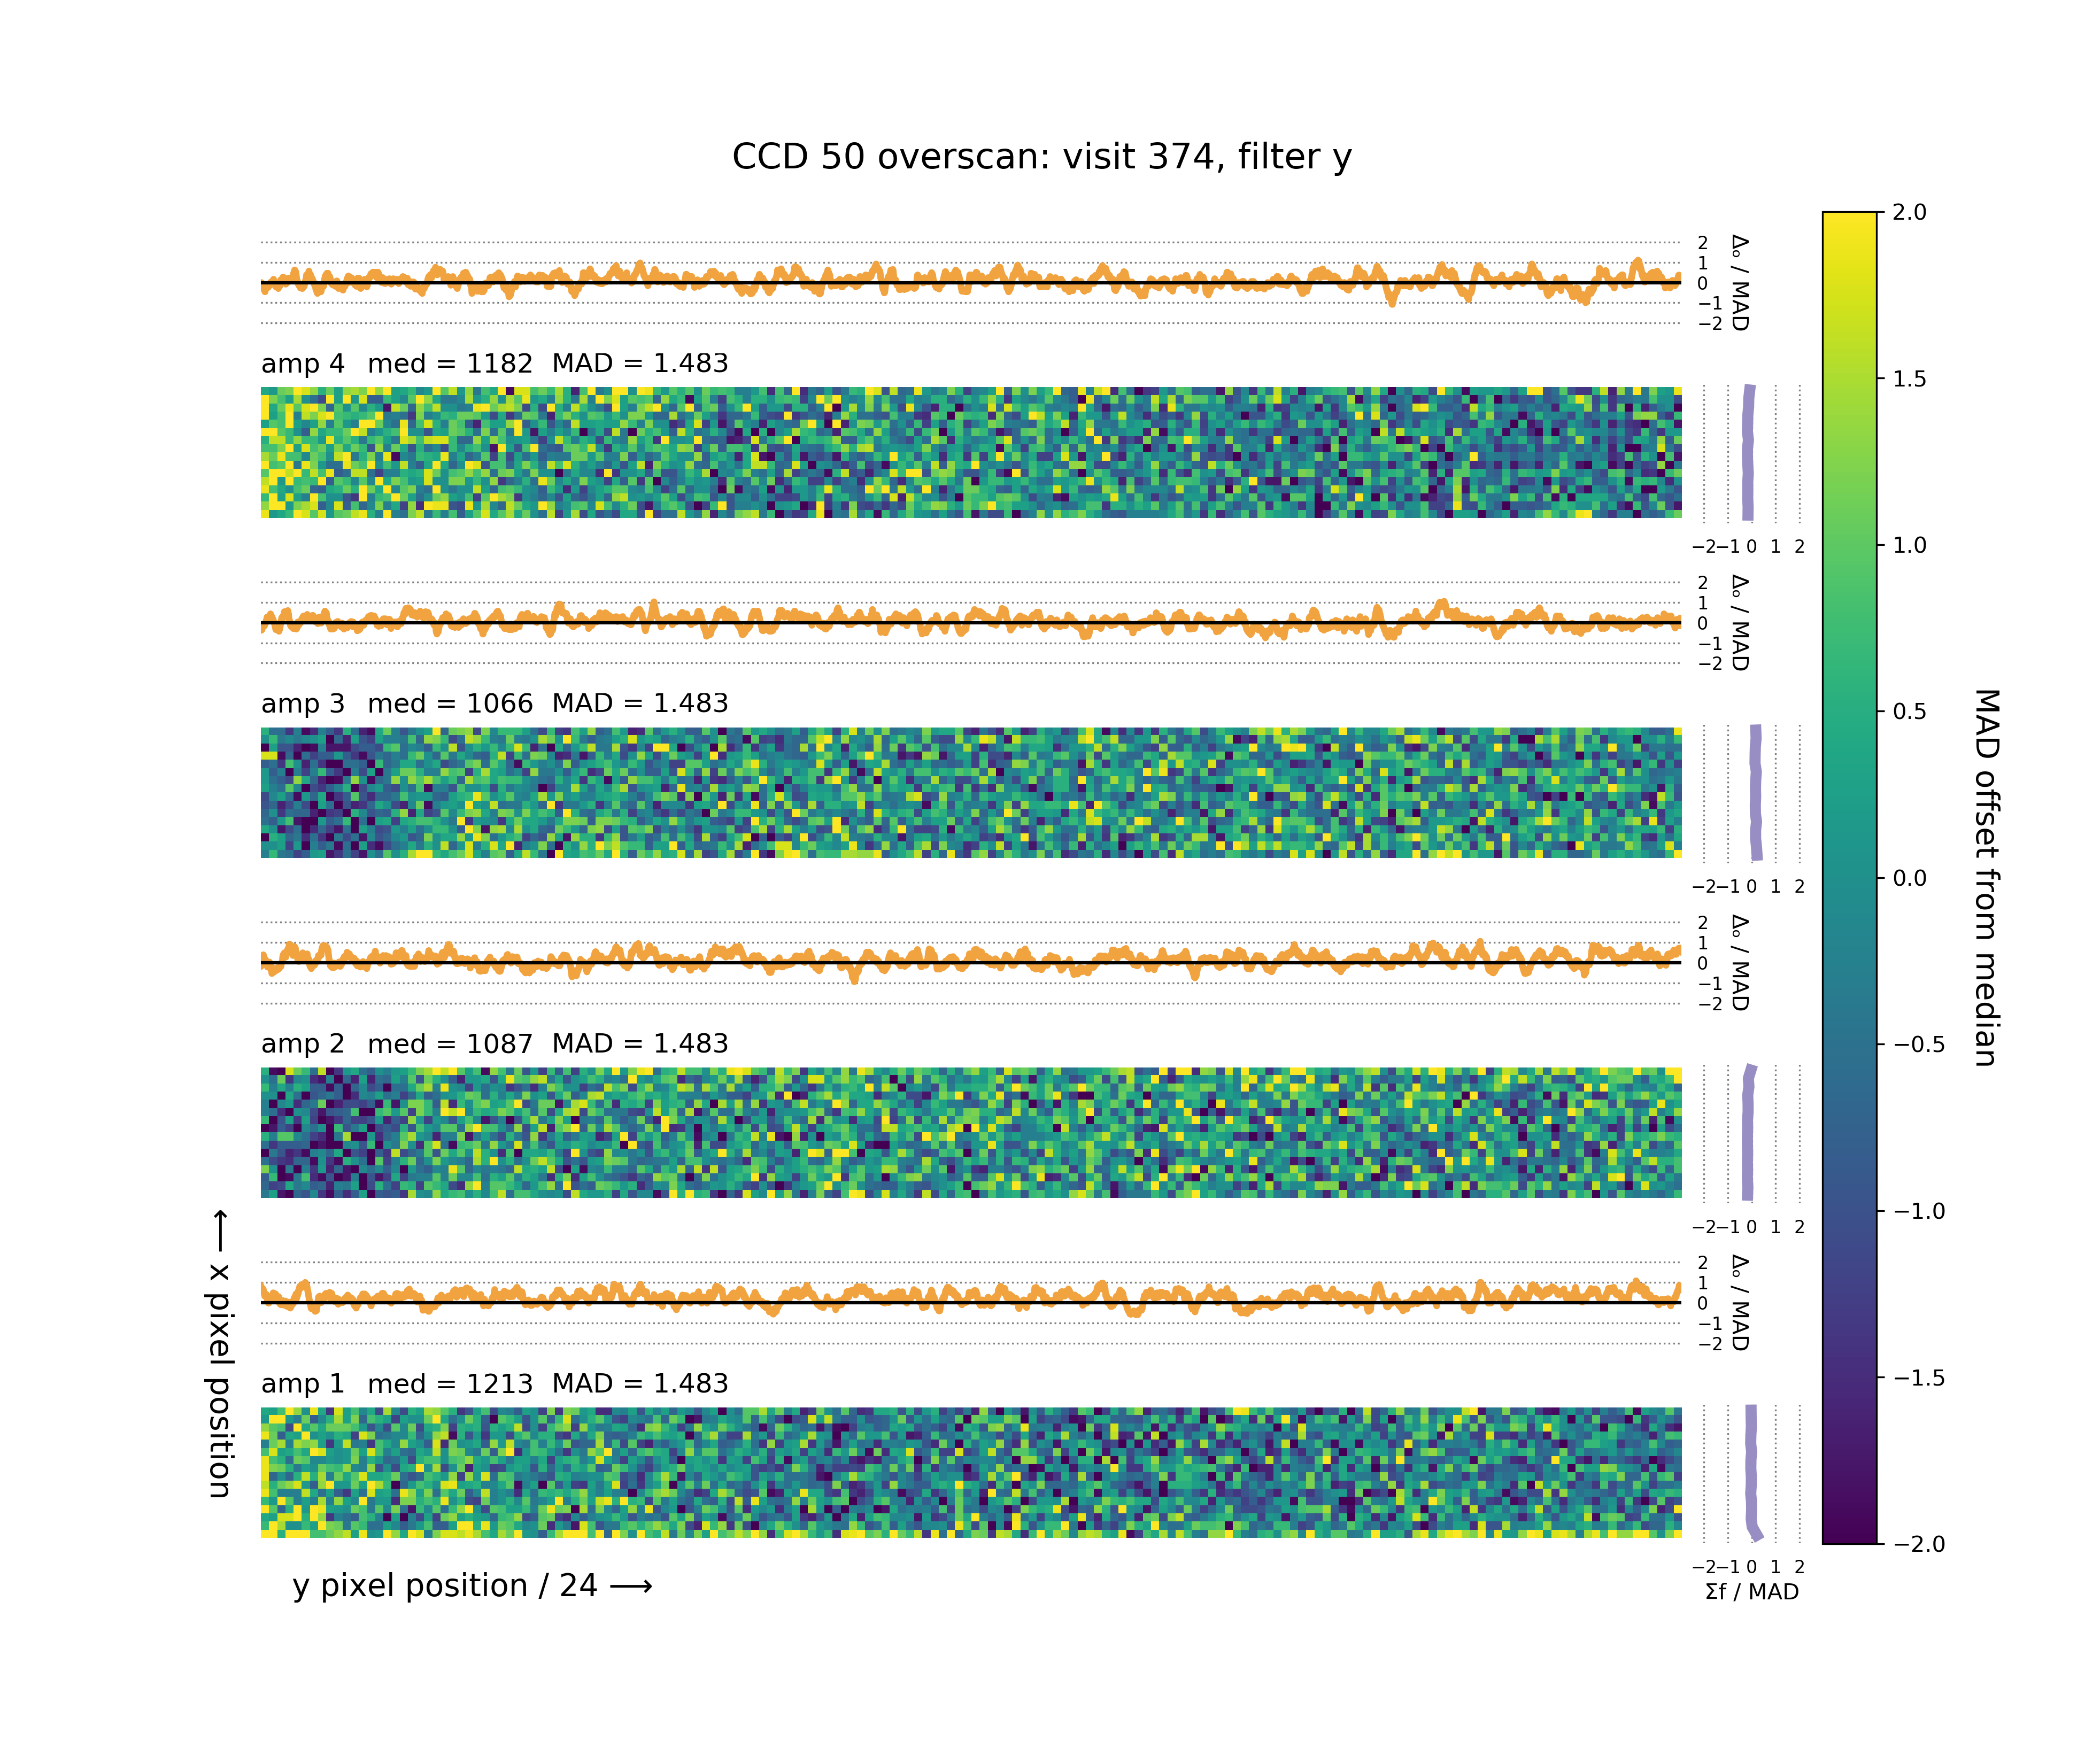 CCD 50 overscan: visit 374, filter y
2
1
0
−1
−2
Δₒ / MAD
amp 4 med = 1182 MAD = 1.483
−2 −1 0 1 2
2
1
0
−1
−2
Δₒ / MAD
amp 3 med = 1066 MAD = 1.483
−2 −1 0 1 2
2
1
0
−1
−2
Δₒ / MAD
amp 2 med = 1087 MAD = 1.483
−2 −1 0 1 2
2
1
0
−1
−2
Δₒ / MAD
amp 1 med = 1213 MAD = 1.483
−2 −1 0 1 2
Σf / MAD
y pixel position / 24 ⟶
⟵ x pixel position
2.0
1.5
1.0
0.5
0.0
−0.5
−1.0
−1.5
−2.0
MAD offset from median